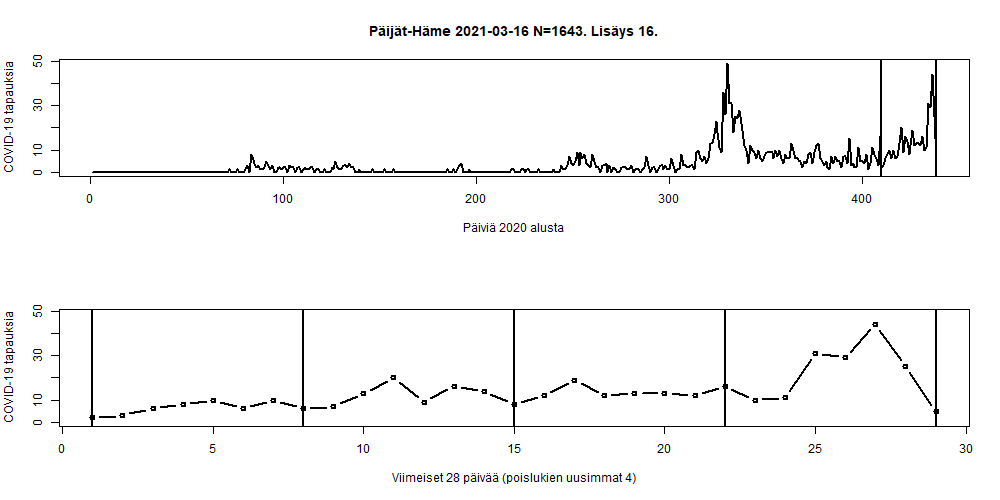 Päijät-Häme 2021-03-16 N=1643. Lisäys 16.
COVID-19 tapauksia
50
30
10
0
0 100 200 300 400
Päiviä 2020 alusta
COVID-19 tapauksia
50
30
10
0
0 5 10 15 20 25 30
Viimeiset 28 päivää (poislukien uusimmat 4)